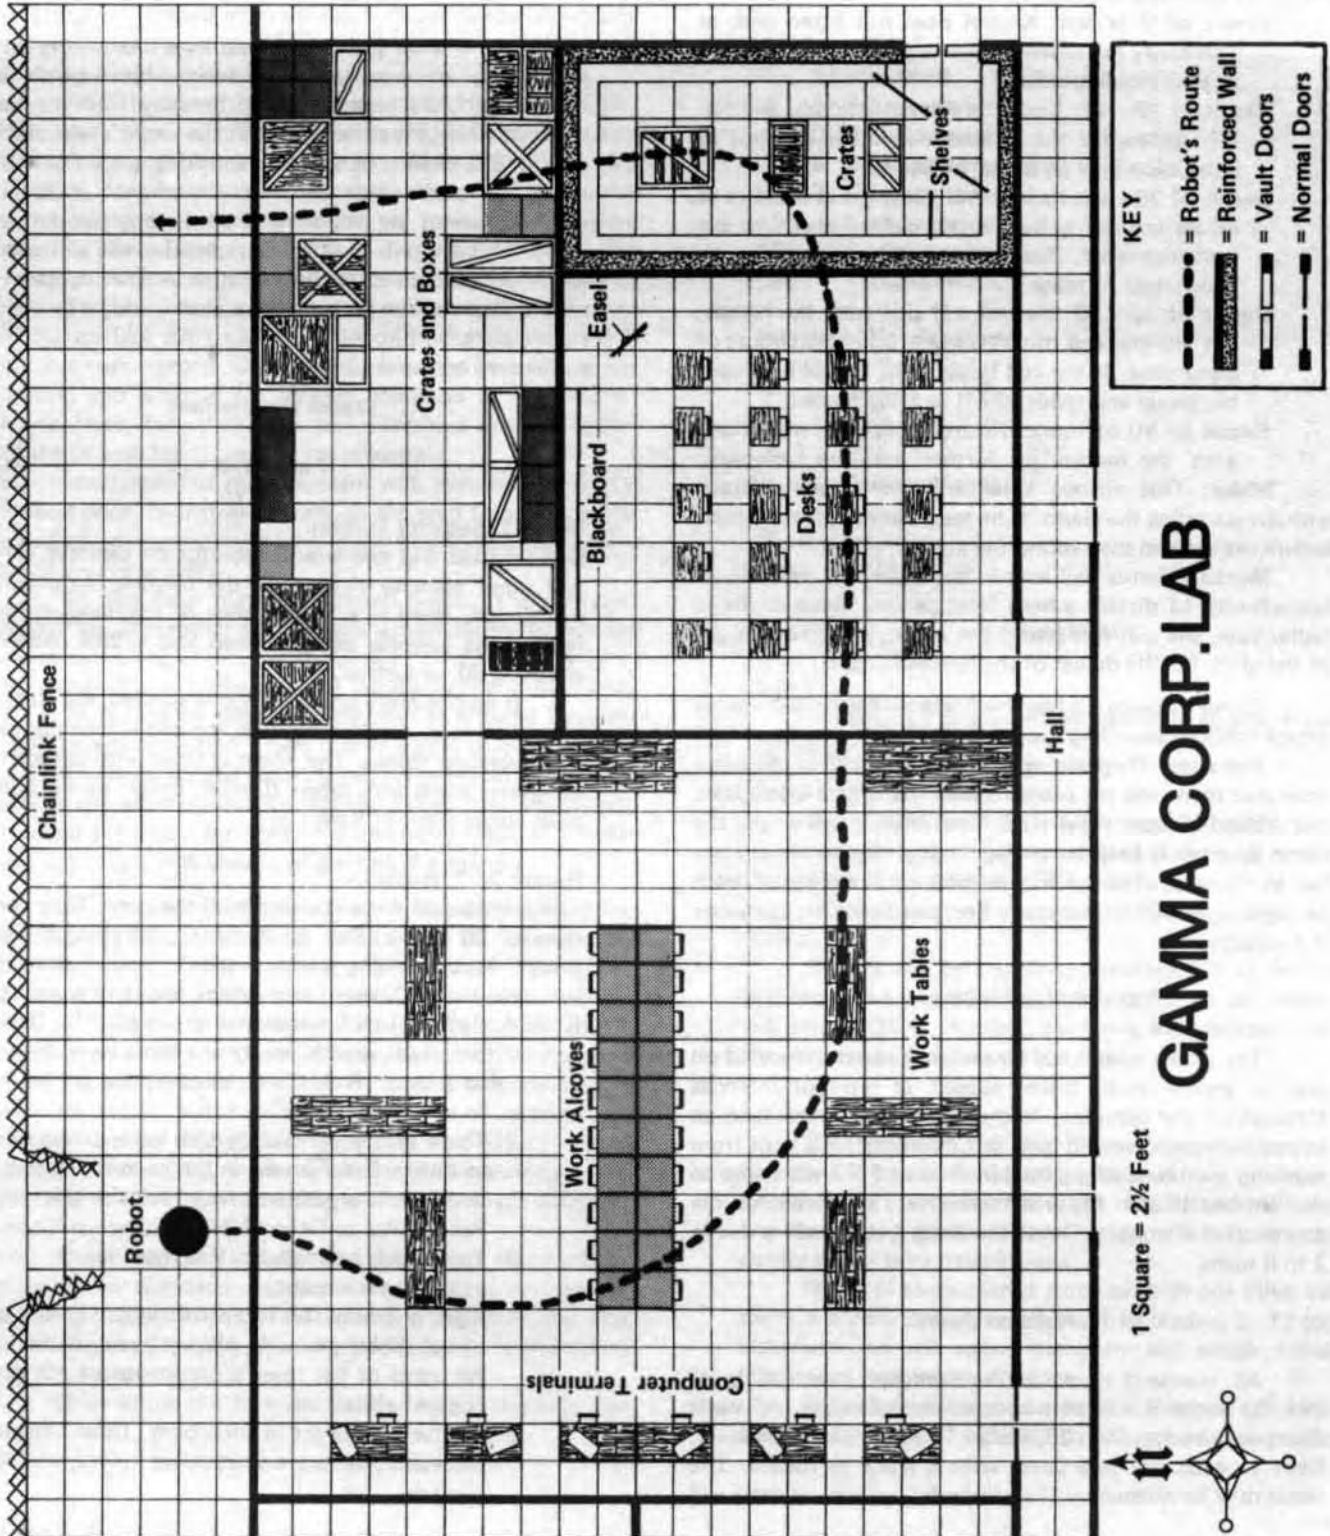 Chainlink Fence
Robot
Crates and Boxes
Work Alcoves
Blackboard
Easel
Computer Terminals
Desks
Crates
Work Tables
Shelves
Hall
1 Square = 2½ Feet
GAMMA CORP. LAB
KEY
= Robot's Route
= Reinforced Wall
= Vault Doors
= Normal Doors
N